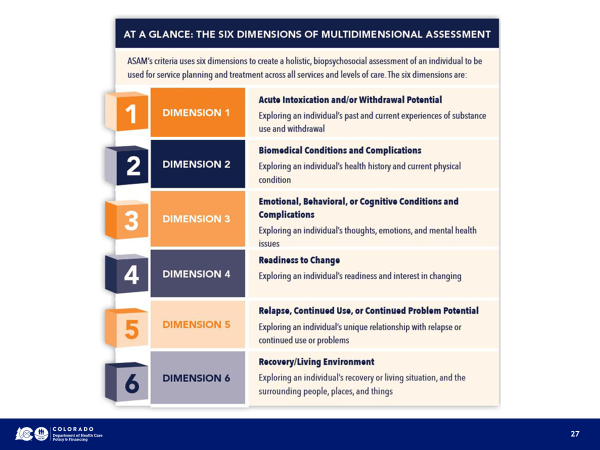 AT A GLANCE: THE SIX DIMENSIONS OF MULTIDIMENSIONAL ASSESSMENT
ASAM's criteria uses six dimensions to create a holistic, biopsychosocial assessment of an individual to be
used for service planning and treatment across all services and levels of care. The six dimensions are:
1
DIMENSION 1
Acute Intoxication and/or Withdrawal Potential
Exploring an individual's past and current experiences of substance
use and withdrawal
2
DIMENSION 2
Biomedical Conditions and Complications
Exploring an individual's health history and current physical
condition
3
DIMENSION 3
Emotional, Behavioral, or Cognitive Conditions and
Complications
Exploring an individual's thoughts, emotions, and mental health
issues
4
DIMENSION 4
Readiness to Change
Exploring an individual's readiness and interest in changing
5
DIMENSION 5
Relapse, Continued Use, or Continued Problem Potential
Exploring an individual's unique relationship with relapse or
continued use or problems
6
DIMENSION 6
Recovery/Living Environment
Exploring an individual's recovery or living situation, and the
surrounding people, places, and things
COLORADO
Department of Health Care
Policy & Financing
27